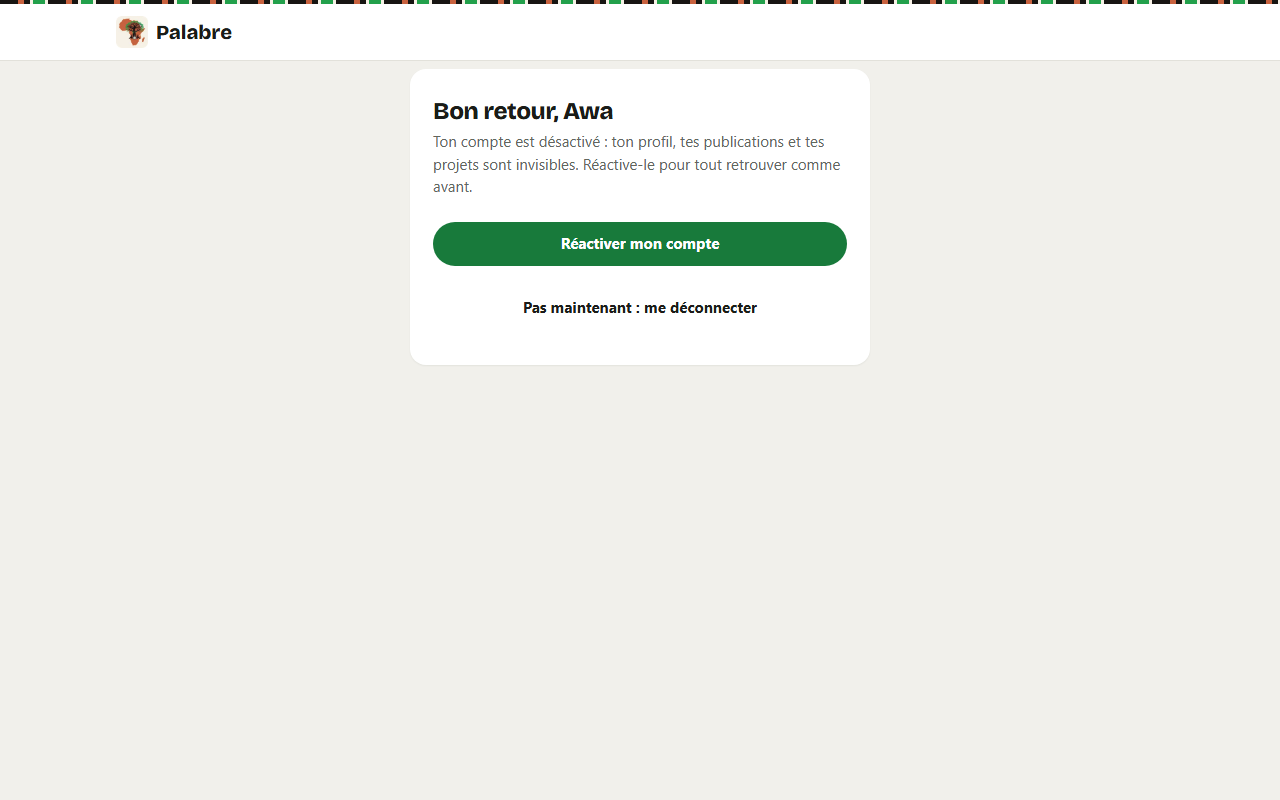 Palabre
Bon retour, Awa
Ton compte est désactivé : ton profil, tes publications et tes
projets sont invisibles. Réactive-le pour tout retrouver comme
avant.
Réactiver mon compte
Pas maintenant : me déconnecter